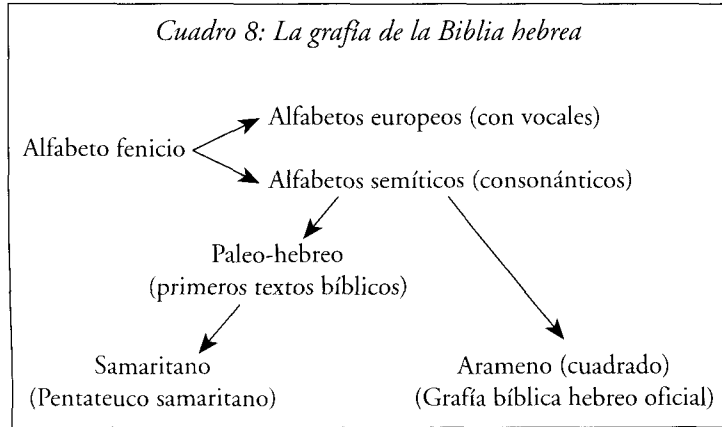 Cuadro 8: La grafía de la Biblia hebrea
Alfabetos europeos (con vocales)
Alfabeto fenicio
Alfabetos semíticos (consonánticos)
Paleo-hebreo
(primeros textos bíblicos)
Samaritano
(Pentateuco samaritano)
Arameno (cuadrado)
(Grafía bíblica hebreo oficial)